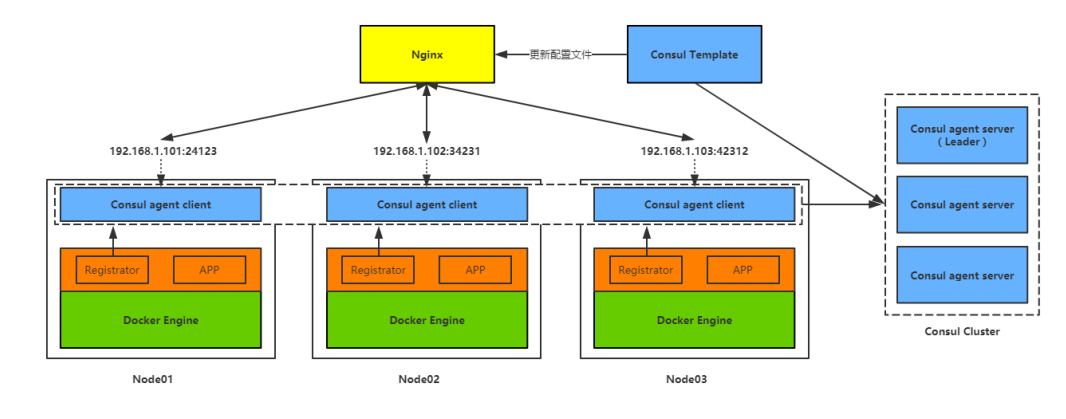 Nginx
更新配置文件
Consul Template
192.168.1.101:24123
192.168.1.102:34231
192.168.1.103:42312
Consul agent server
( Leader )
Consul agent server
Consul agent server
Consul Cluster
Consul agent client
Consul agent client
Consul agent client
Registrator
APP
Registrator
APP
Registrator
APP
Docker Engine
Docker Engine
Docker Engine
Node01
Node02
Node03